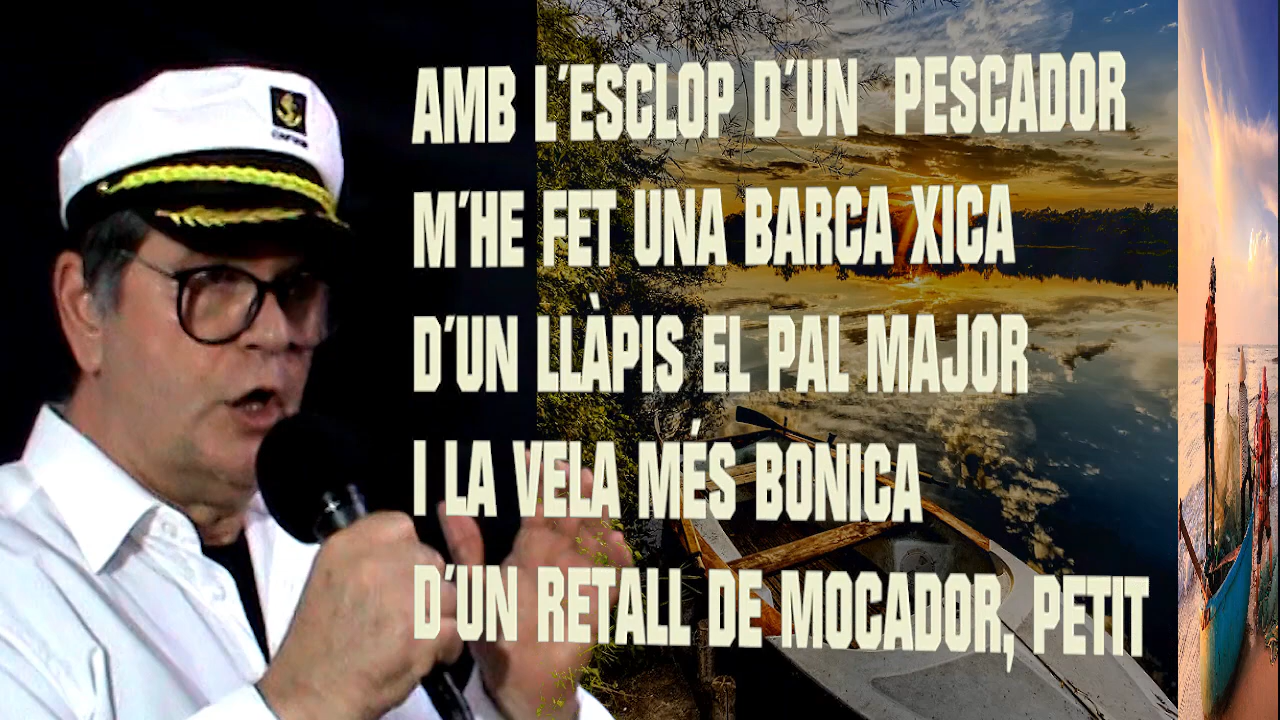 AMB L´ESCLOP D´UN PESCADOR
M´HE FET UNA BARCA XICA
D´UN LLÀPIS EL PAL MAJOR
I LA VELA MÉS BONICA
D´UN RETALL DE MOCADOR, PETIT